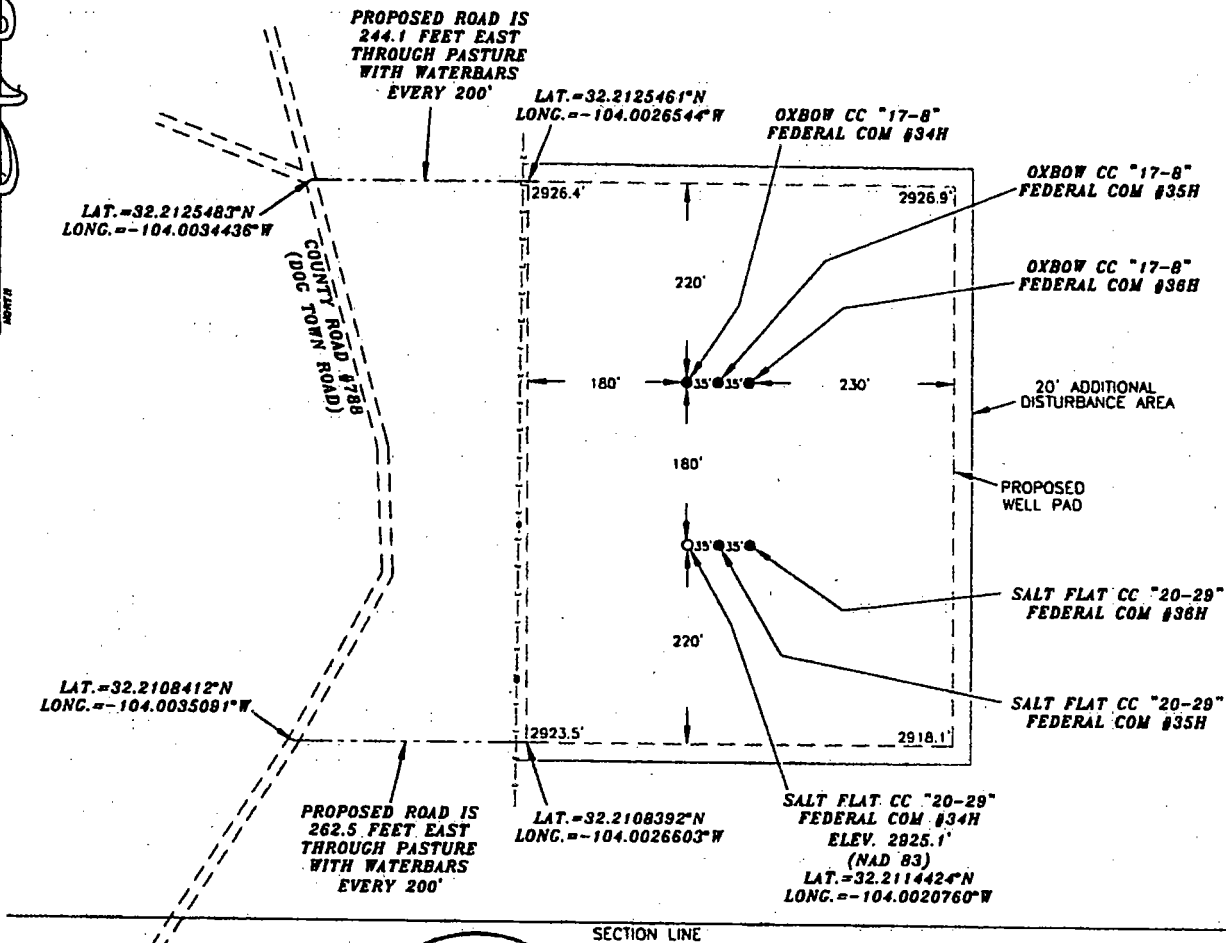 PROPOSED ROAD IS
244.1 FEET EAST
THROUGH PASTURE
WITH WATERBARS
EVERY 200'
LAT.=32.2125461°N
LONG.=-104.0026544°W
OXBOW CC "17-8"
FEDERAL COM #34H
OXBOW CC "17-8"
FEDERAL COM #35H
OXBOW CC "17-8"
FEDERAL COM #36H
LAT.=32.2125483°N
LONG.=-104.0034436°W
2926.4'
2926.9'
COUNTY ROAD #788
(DOG TOWN ROAD)
220'
180'
35'
35'
230'
20' ADDITIONAL
DISTURBANCE AREA
180'
PROPOSED
WELL PAD
35'
35'
SALT FLAT CC "20-29"
FEDERAL COM #36H
220'
SALT FLAT CC "20-29"
FEDERAL COM #35H
LAT.=32.2108412°N
LONG.=-104.0035091°W
2923.5'
2918.1'
PROPOSED ROAD IS
262.5 FEET EAST
THROUGH PASTURE
WITH WATERBARS
EVERY 200'
LAT.=32.2108392°N
LONG.=-104.0026603°W
SALT FLAT CC "20-29"
FEDERAL COM #34H
ELEV. 2925.1'
(NAD 83)
LAT.=32.2114424°N
LONG.=-104.0020760°W
SECTION LINE